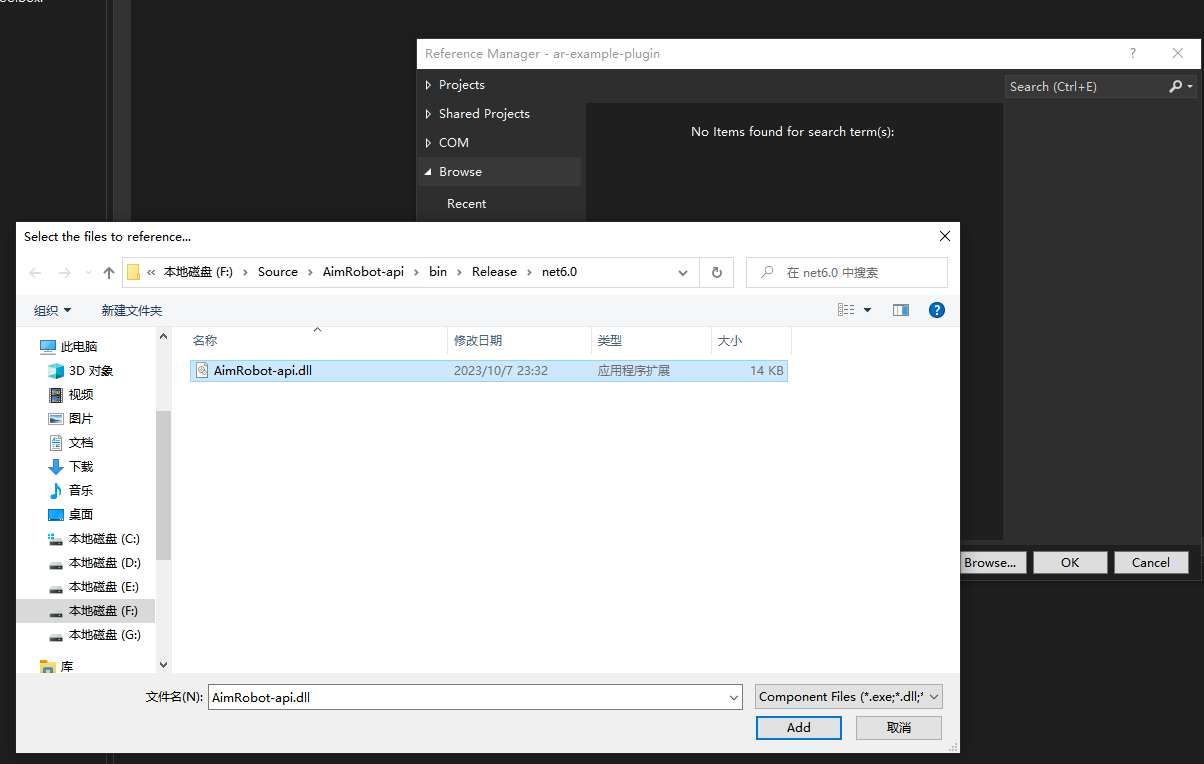 Reference Manager - ar-example-plugin
?
Projects
Search (Ctrl+E)
Shared Projects
No Items found for search term(s):
COM
Browse
Recent
Select the files to reference...
« 本地磁盘 (F:) › Source › AimRobot-api › bin › Release › net6.0
在 net6.0 中搜索
组织 新建文件夹
?
名称 修改日期 类型 大小
AimRobot-api.dll 2023/10/7 23:32 应用程序扩展 14 KB
此电脑
3D 对象
视频
图片
文档
下载
音乐
桌面
本地磁盘 (C:)
本地磁盘 (D:)
本地磁盘 (E:)
本地磁盘 (F:)
本地磁盘 (G:)
库
Browse... OK Cancel
文件名(N): AimRobot-api.dll Component Files (*.exe;*.dll;*
Add 取消